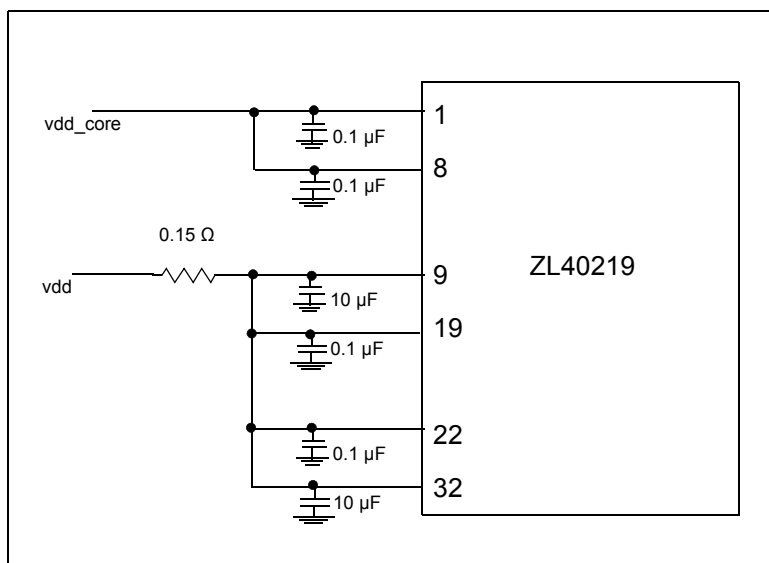 vdd_core
1
0.1 µF
8
0.1 µF
0.15 Ω
ZL40219
vdd
9
10 µF
19
0.1 µF
22
0.1 µF
32
10 µF